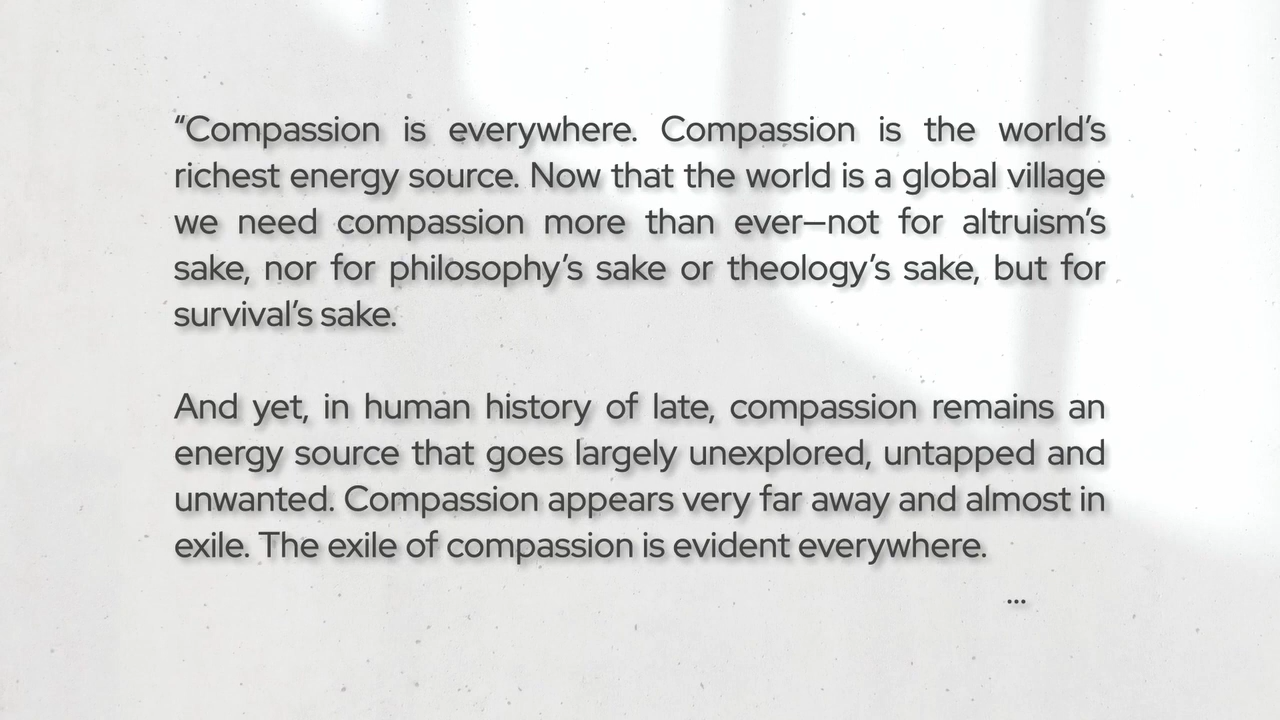 “Compassion is everywhere. Compassion is the world’s
richest energy source. Now that the world is a global village
we need compassion more than ever—not for altruism’s
sake, nor for philosophy’s sake or theology’s sake, but for
survival’s sake.
And yet, in human history of late, compassion remains an
energy source that goes largely unexplored, untapped and
unwanted. Compassion appears very far away and almost in
exile. The exile of compassion is evident everywhere.
...